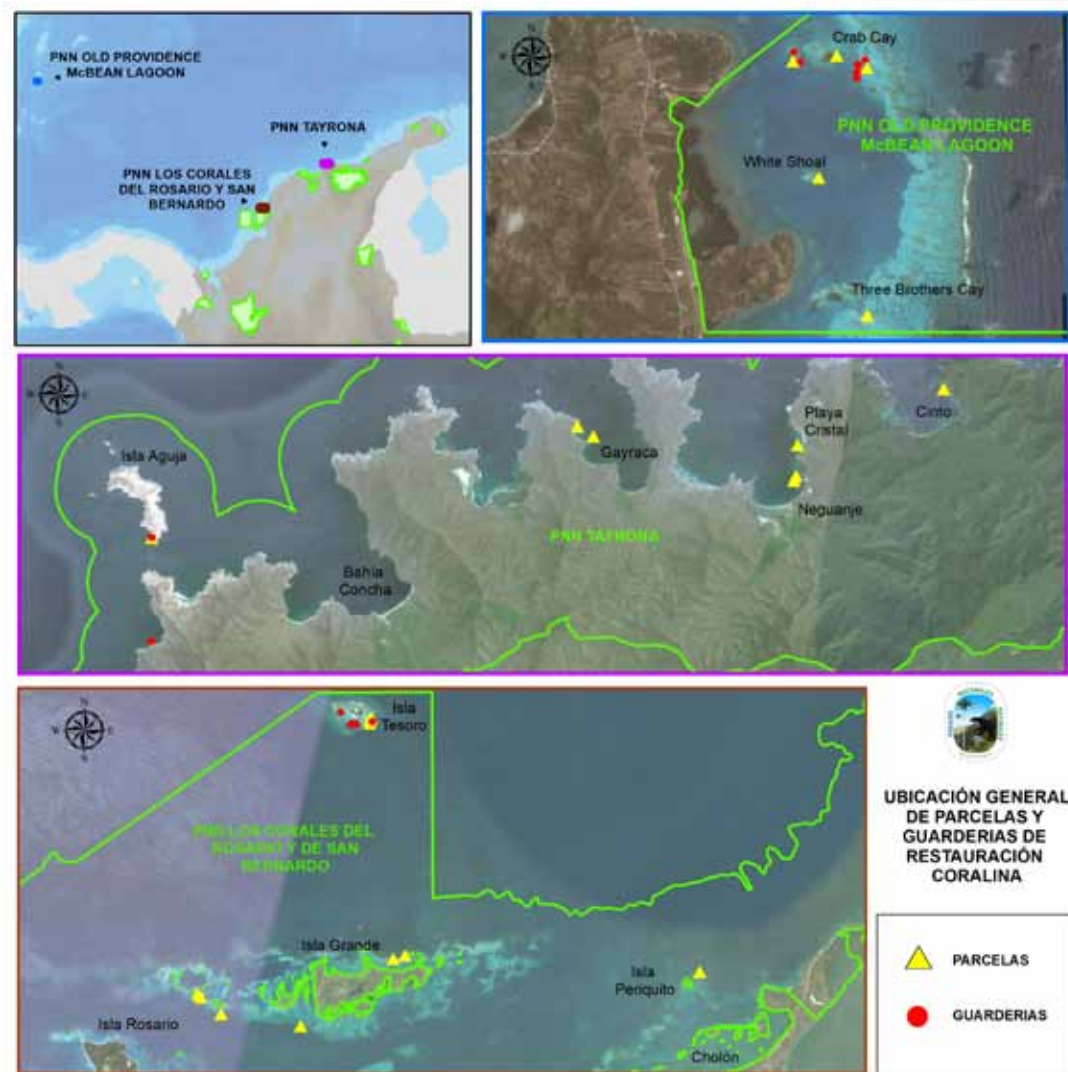 PNN OLD PROVIDENCE
McBEAN LAGOON
PNN TAYRONA
PNN LOS CORALES
DEL ROSARIO Y SAN
BERNARDO
N
Crab Cay
PNN OLD PROVIDENCE
McBEAN LAGOON
White Shoal
Three Brothers Cay
N
W
E
S
Isla Aguja
Bahía
Concha
Gayraca
Playa
Cristal
Cinto
Neguanje
PNN TAYRONA
N
W
E
S
Isla
Tesoro
PNN LOS CORALES DEL
ROSARIO Y DE SAN
BERNARDO
Isla Grande
Isla
Periquito
Isla Rosario
Cholón
UBICACIÓN GENERAL
DE PARCELAS Y
GUARDERIAS DE
RESTAURACIÓN
CORALINA
PARCELAS
GUARDERIAS